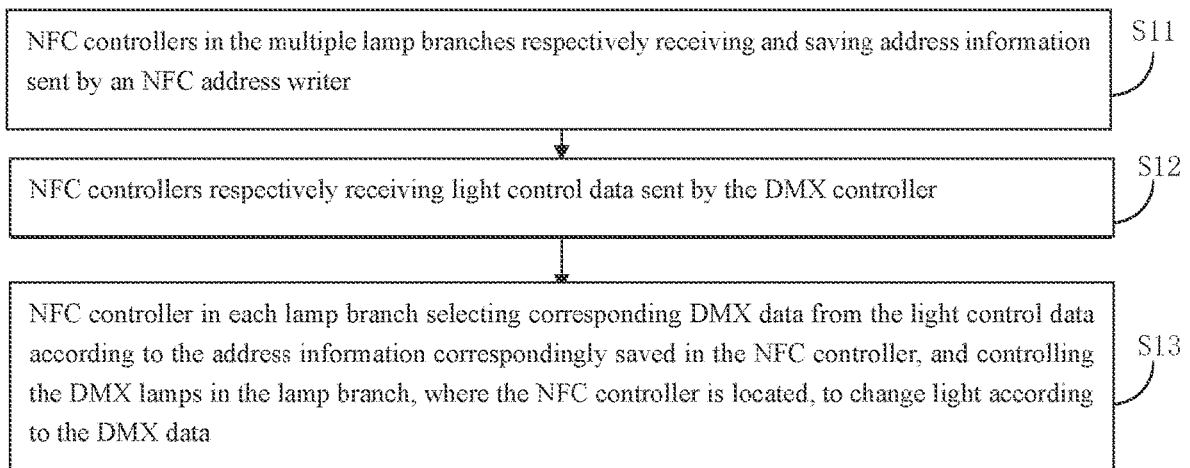 NFC controllers in the multiple lamp branches respectively receiving and saving address information
sent by an NFC address writer
S11
NFC controllers respectively receiving light control data sent by the DMX controller
S12
NFC controller in each lamp branch selecting corresponding DMX data from the light control data
according to the address information correspondingly saved in the NFC controller, and controlling
the DMX lamps in the lamp branch, where the NFC controller is located, to change light according
to the DMX data
S13